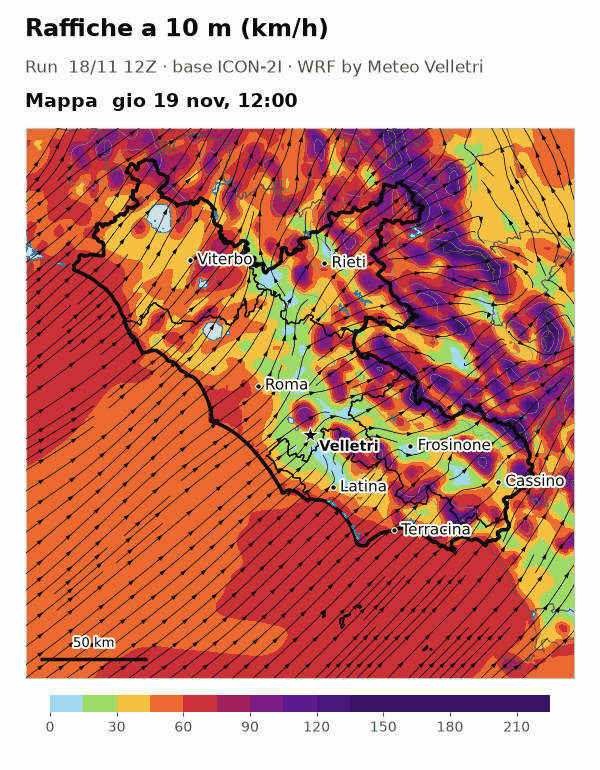 Raffiche a 10 m (km/h)
Run 18/11 12Z · base ICON-2I · WRF by Meteo Velletri
Mappa gio 19 nov, 12:00
Viterbo
Rieti
Roma
Velletri
Frosinone
Latina
Cassino
Terracina
50 km
0 30 60 90 120 150 180 210